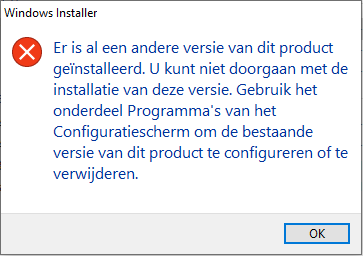 Windows Installer
Er is al een andere versie van dit product
geïnstalleerd. U kunt niet doorgaan met de
installatie van deze versie. Gebruik het
onderdeel Programma's van het
Configuratiescherm om de bestaande
versie van dit product te configureren of te
verwijderen.
OK